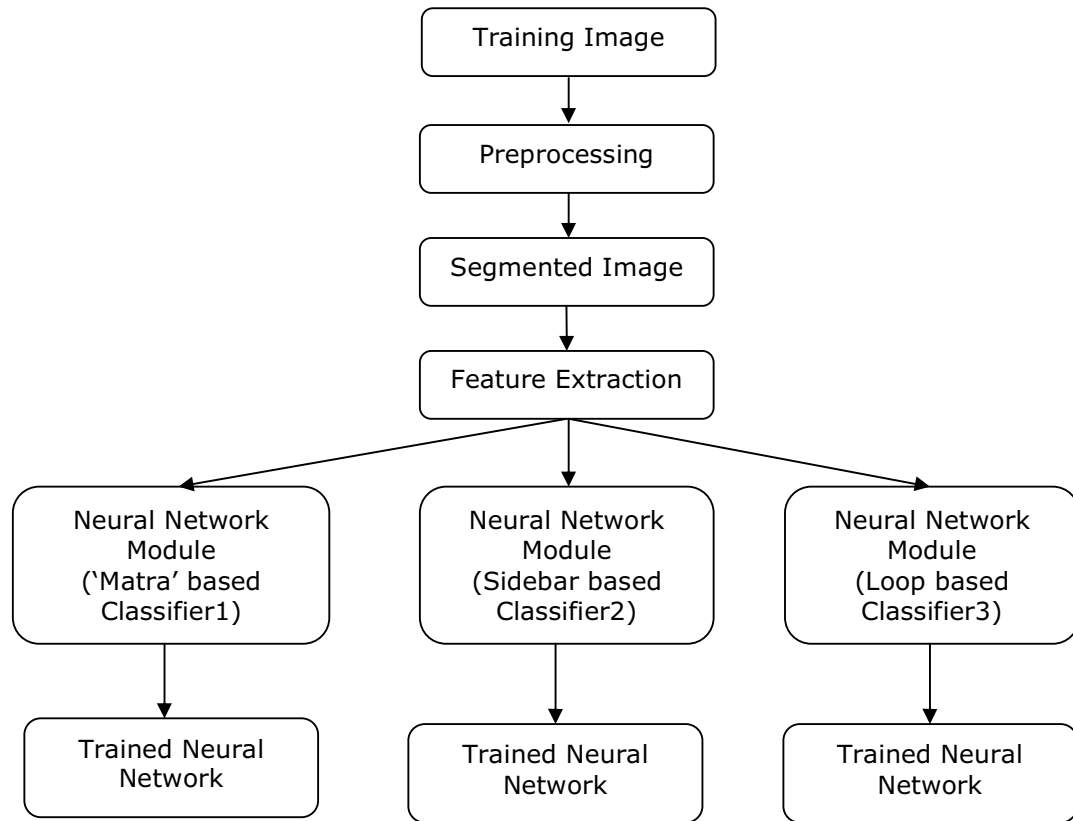 Training Image
Preprocessing
Segmented Image
Feature Extraction
Neural Network
Module
(‘Matra’ based
Classifier1)
Neural Network
Module
(Sidebar based
Classifier2)
Neural Network
Module
(Loop based
Classifier3)
Trained Neural
Network
Trained Neural
Network
Trained Neural
Network